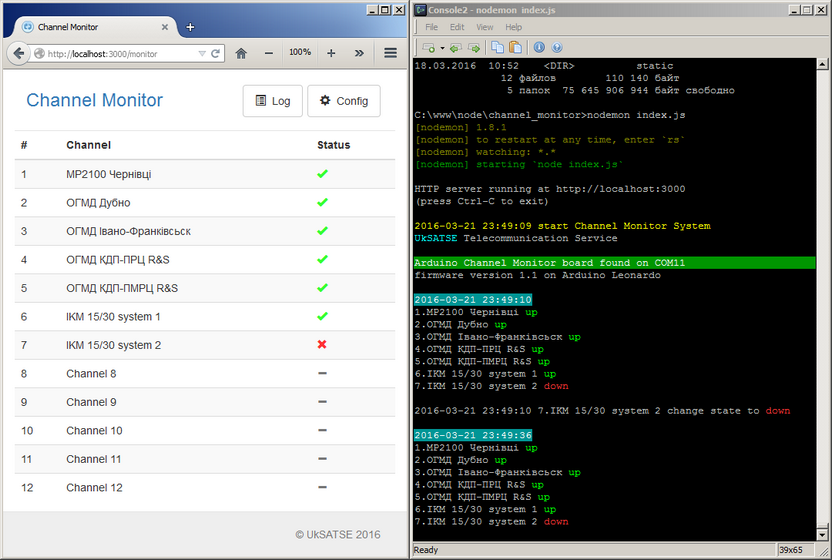 Channel Monitor
http://localhost:3000/monitor
100%
Channel Monitor
Log
Config
# Channel Status
1 МР2100 Чернівці
2 ОГМД Дубно
3 ОГМД Івано-Франківськ
4 ОГМД КДП-ПРЦ R&S
5 ОГМД КДП-ПМРЦ R&S
6 ІКМ 15/30 system 1
7 ІКМ 15/30 system 2
8 Channel 8
9 Channel 9
10 Channel 10
11 Channel 11
12 Channel 12
© UkSATSE 2016
Console2 - nodemon index.js
File Edit View Help
18.03.2016 10:52 <DIR> static
12 файлов 110 140 байт
5 папок 75 645 906 944 байт свободно
C:\www\node\channel_monitor>nodemon index.js
[nodemon] 1.8.1
[nodemon] to restart at any time, enter `rs`
[nodemon] watching: *.*
[nodemon] starting `node index.js`
HTTP server running at http://localhost:3000
(press Ctrl-C to exit)
2016-03-21 23:49:09 start Channel Monitor System
UkSATSE Telecommunication Service
Arduino Channel Monitor board found on COM11
firmware version 1.1 on Arduino Leonardo
2016-03-21 23:49:10
1.МР2100 Чернівці up
2.ОГМД Дубно up
3.ОГМД Івано-Франківськ up
4.ОГМД КДП-ПРЦ R&S up
5.ОГМД КДП-ПМРЦ R&S up
6.ІКМ 15/30 system 1 up
7.ІКМ 15/30 system 2 down
2016-03-21 23:49:10 7.ІКМ 15/30 system 2 change state to down
2016-03-21 23:49:36
1.МР2100 Чернівці up
2.ОГМД Дубно up
3.ОГМД Івано-Франківськ up
4.ОГМД КДП-ПРЦ R&S up
5.ОГМД КДП-ПМРЦ R&S up
6.ІКМ 15/30 system 1 up
7.ІКМ 15/30 system 2 down
Ready
39x65